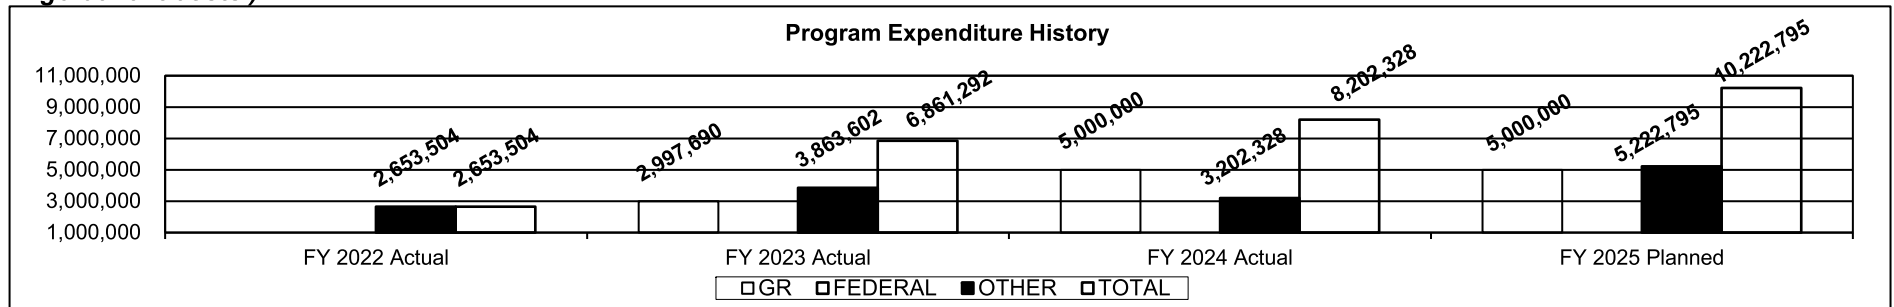 Program Expenditure History
11,000,000
9,000,000
7,000,000
5,000,000
3,000,000
1,000,000
2,653,504
2,653,504
2,997,690
3,863,602
6,861,292
5,000,000
3,202,328
8,202,328
5,000,000
5,222,795
10,222,795
FY 2022 Actual
FY 2023 Actual
FY 2024 Actual
FY 2025 Planned
GR FEDERAL OTHER TOTAL